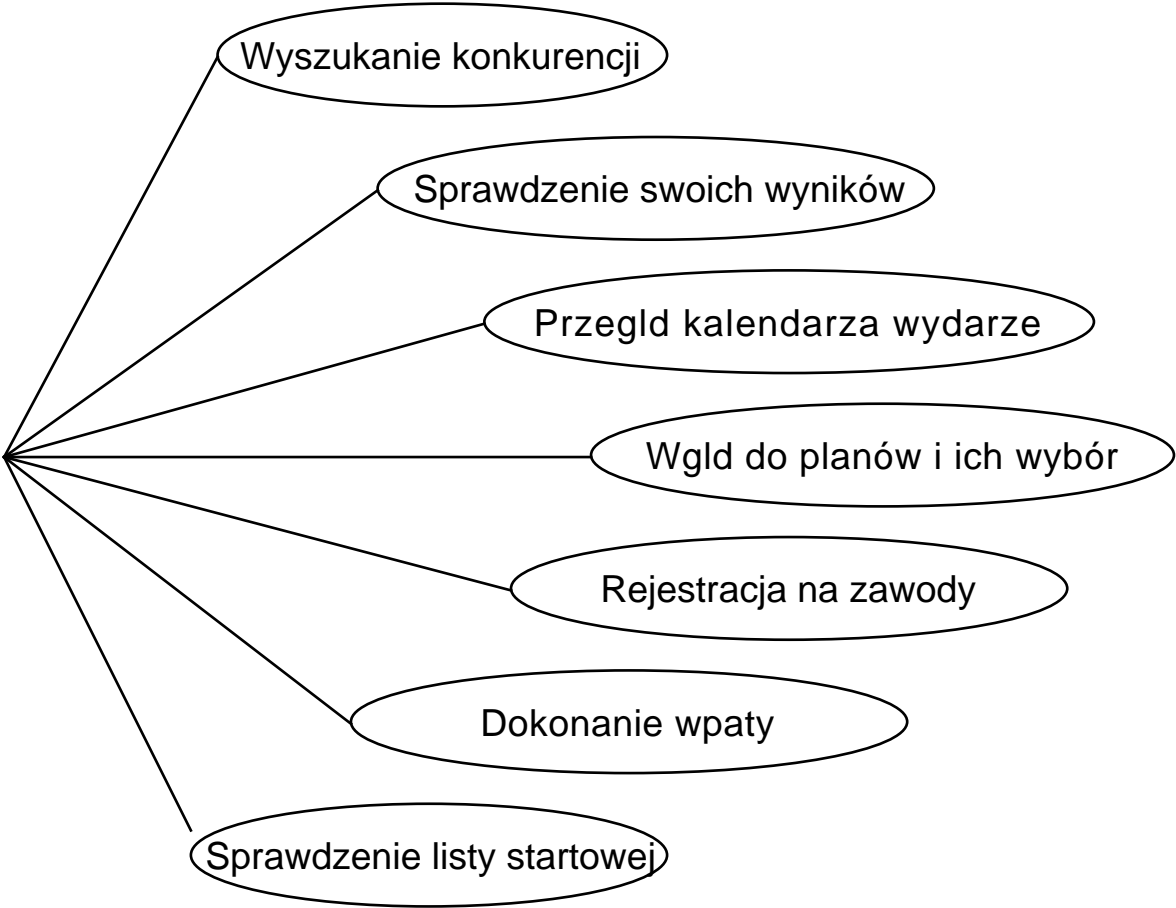 Wyszukanie konkurencji
Sprawdzenie swoich wyników
Przegld kalendarza wydarze
Wgld do planów i ich wybór
Rejestracja na zawody
Dokonanie wpaty
Sprawdzenie listy startowej